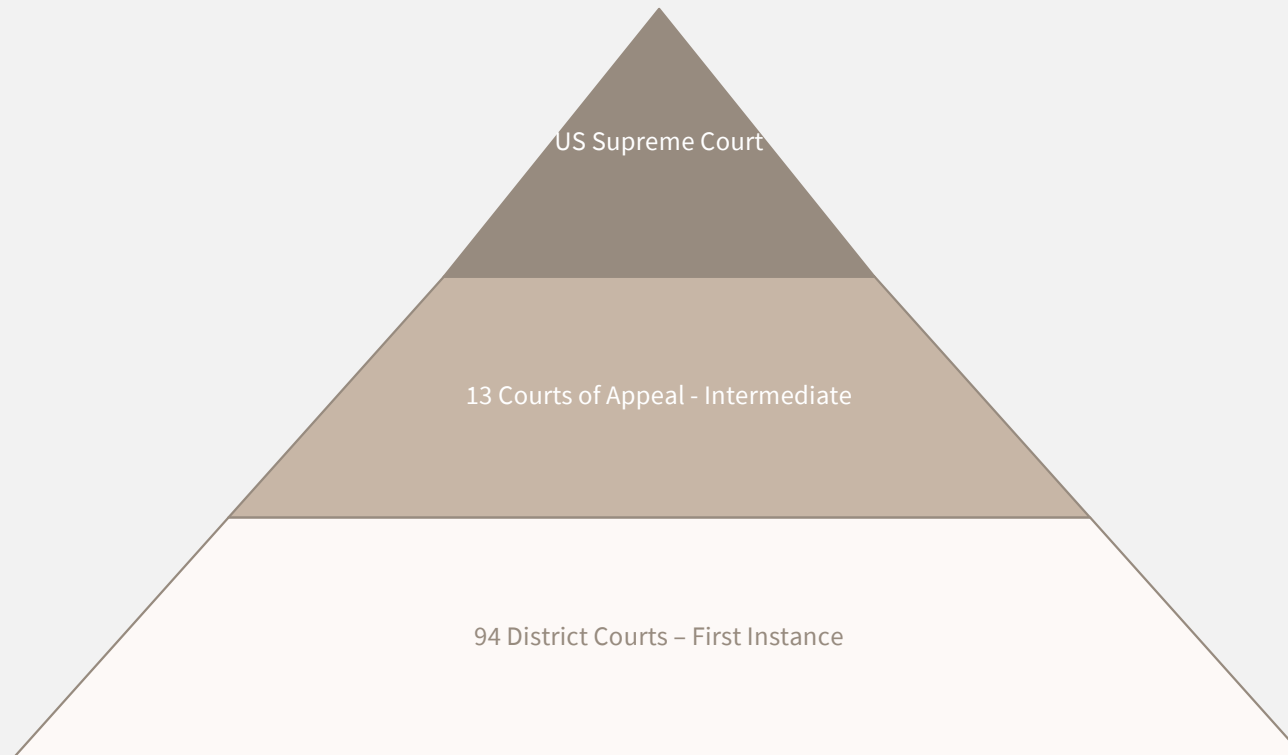 US Supreme Court
13 Courts of Appeal - Intermediate
94 District Courts – First Instance